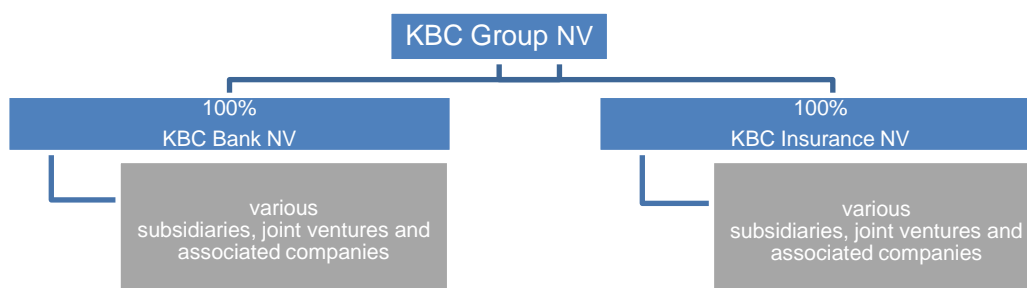 KBC Group NV
100%
KBC Bank NV
various
subsidiaries, joint ventures and
associated companies
100%
KBC Insurance NV
various
subsidiaries, joint ventures and
associated companies